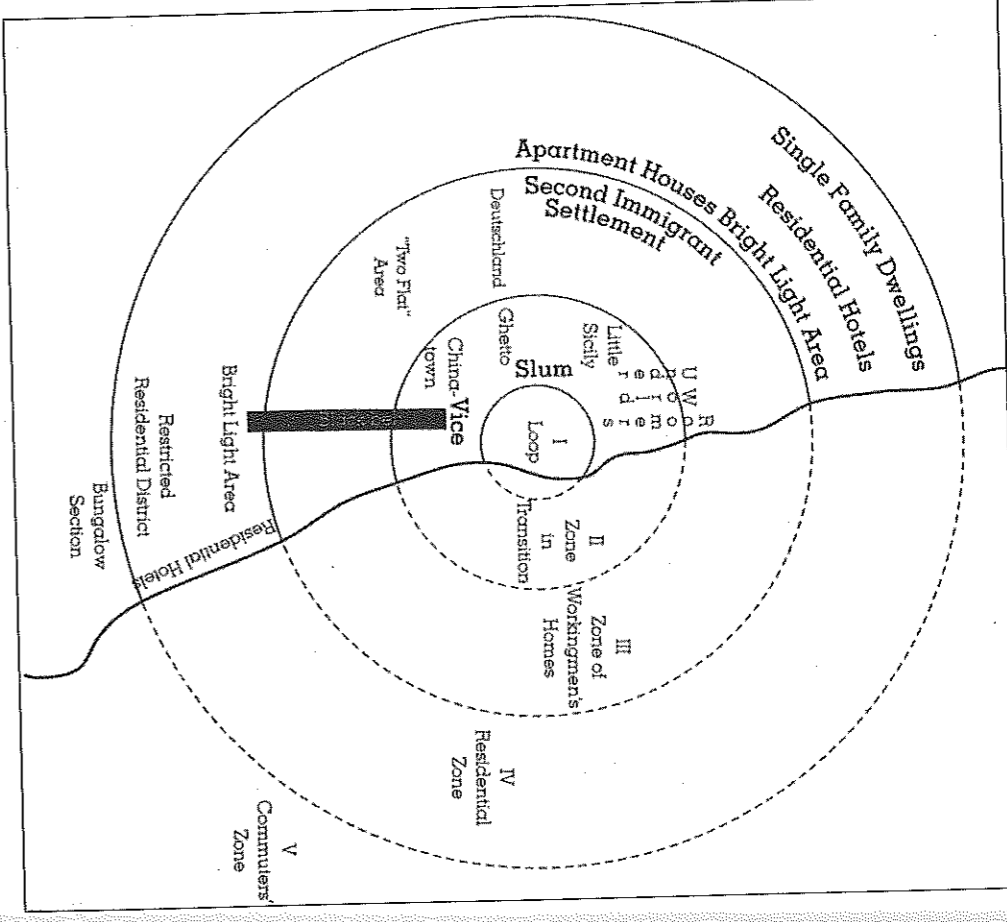 Single Family Dwellings
Residential Hotels
Apartment Houses Bright Light Area
Second Immigrant
Settlement
Deutschland
"Two Flat"
Area
Ghetto
Little
Sicily
Under
World
Roomers
Slum
China-
town
Vice
I
Loop
II
Zone
in
Transition
III
Zone of
Workingmen's
Homes
IV
Residential
Zone
V
Commuters'
Zone
Bright Light Area
Residential Hotels
Restricted
Residential District
Bungalow
Section